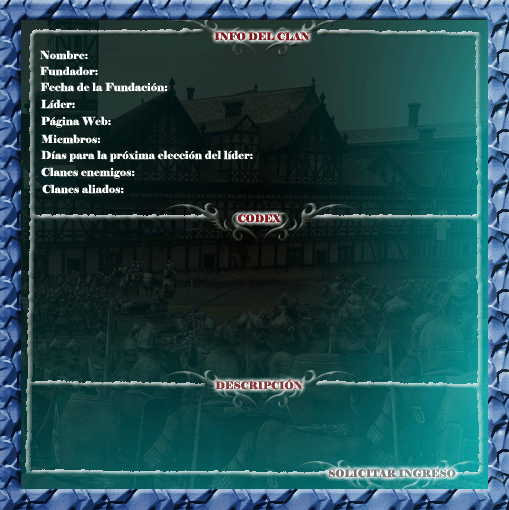 INFO DEL CLAN
Nombre:
Fundador:
Fecha de la Fundación:
Líder:
Página Web:
Miembros:
Días para la próxima elección del líder:
Clanes enemigos:
Clanes aliados:
CODEX
DESCRIPCIÓN
SOLICITAR INGRESO